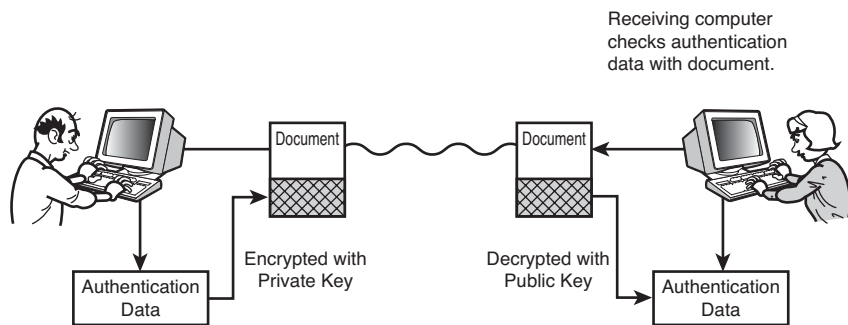 Receiving computer
checks authentication
data with document.
Document
Document
Encrypted with
Private Key
Decrypted with
Public Key
Authentication
Data
Authentication
Data